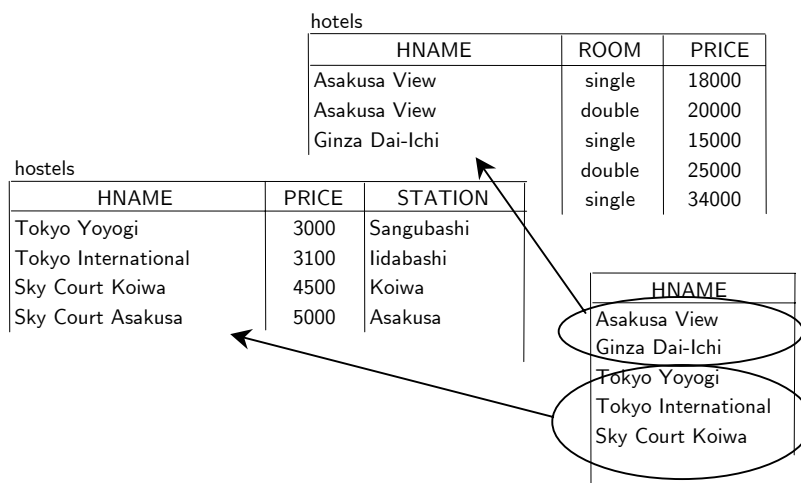 hotels
HNAME ROOM PRICE
Asakusa View single 18000
Asakusa View double 20000
Ginza Dai-Ichi single 15000
double 25000
single 34000
hostels
HNAME PRICE STATION
Tokyo Yoyogi 3000 Sangubashi
Tokyo International 3100 Iidabashi
Sky Court Koiwa 4500 Koiwa
Sky Court Asakusa 5000 Asakusa
HNAME
Asakusa View
Ginza Dai-Ichi
Tokyo Yoyogi
Tokyo International
Sky Court Koiwa